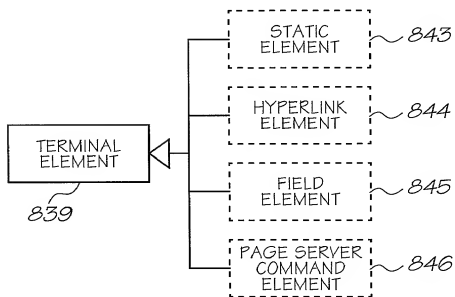 STATIC
ELEMENT
843
HYPERLINK
ELEMENT
844
TERMINAL
ELEMENT
839
FIELD
ELEMENT
845
PAGE SERVER
COMMAND
ELEMENT
846